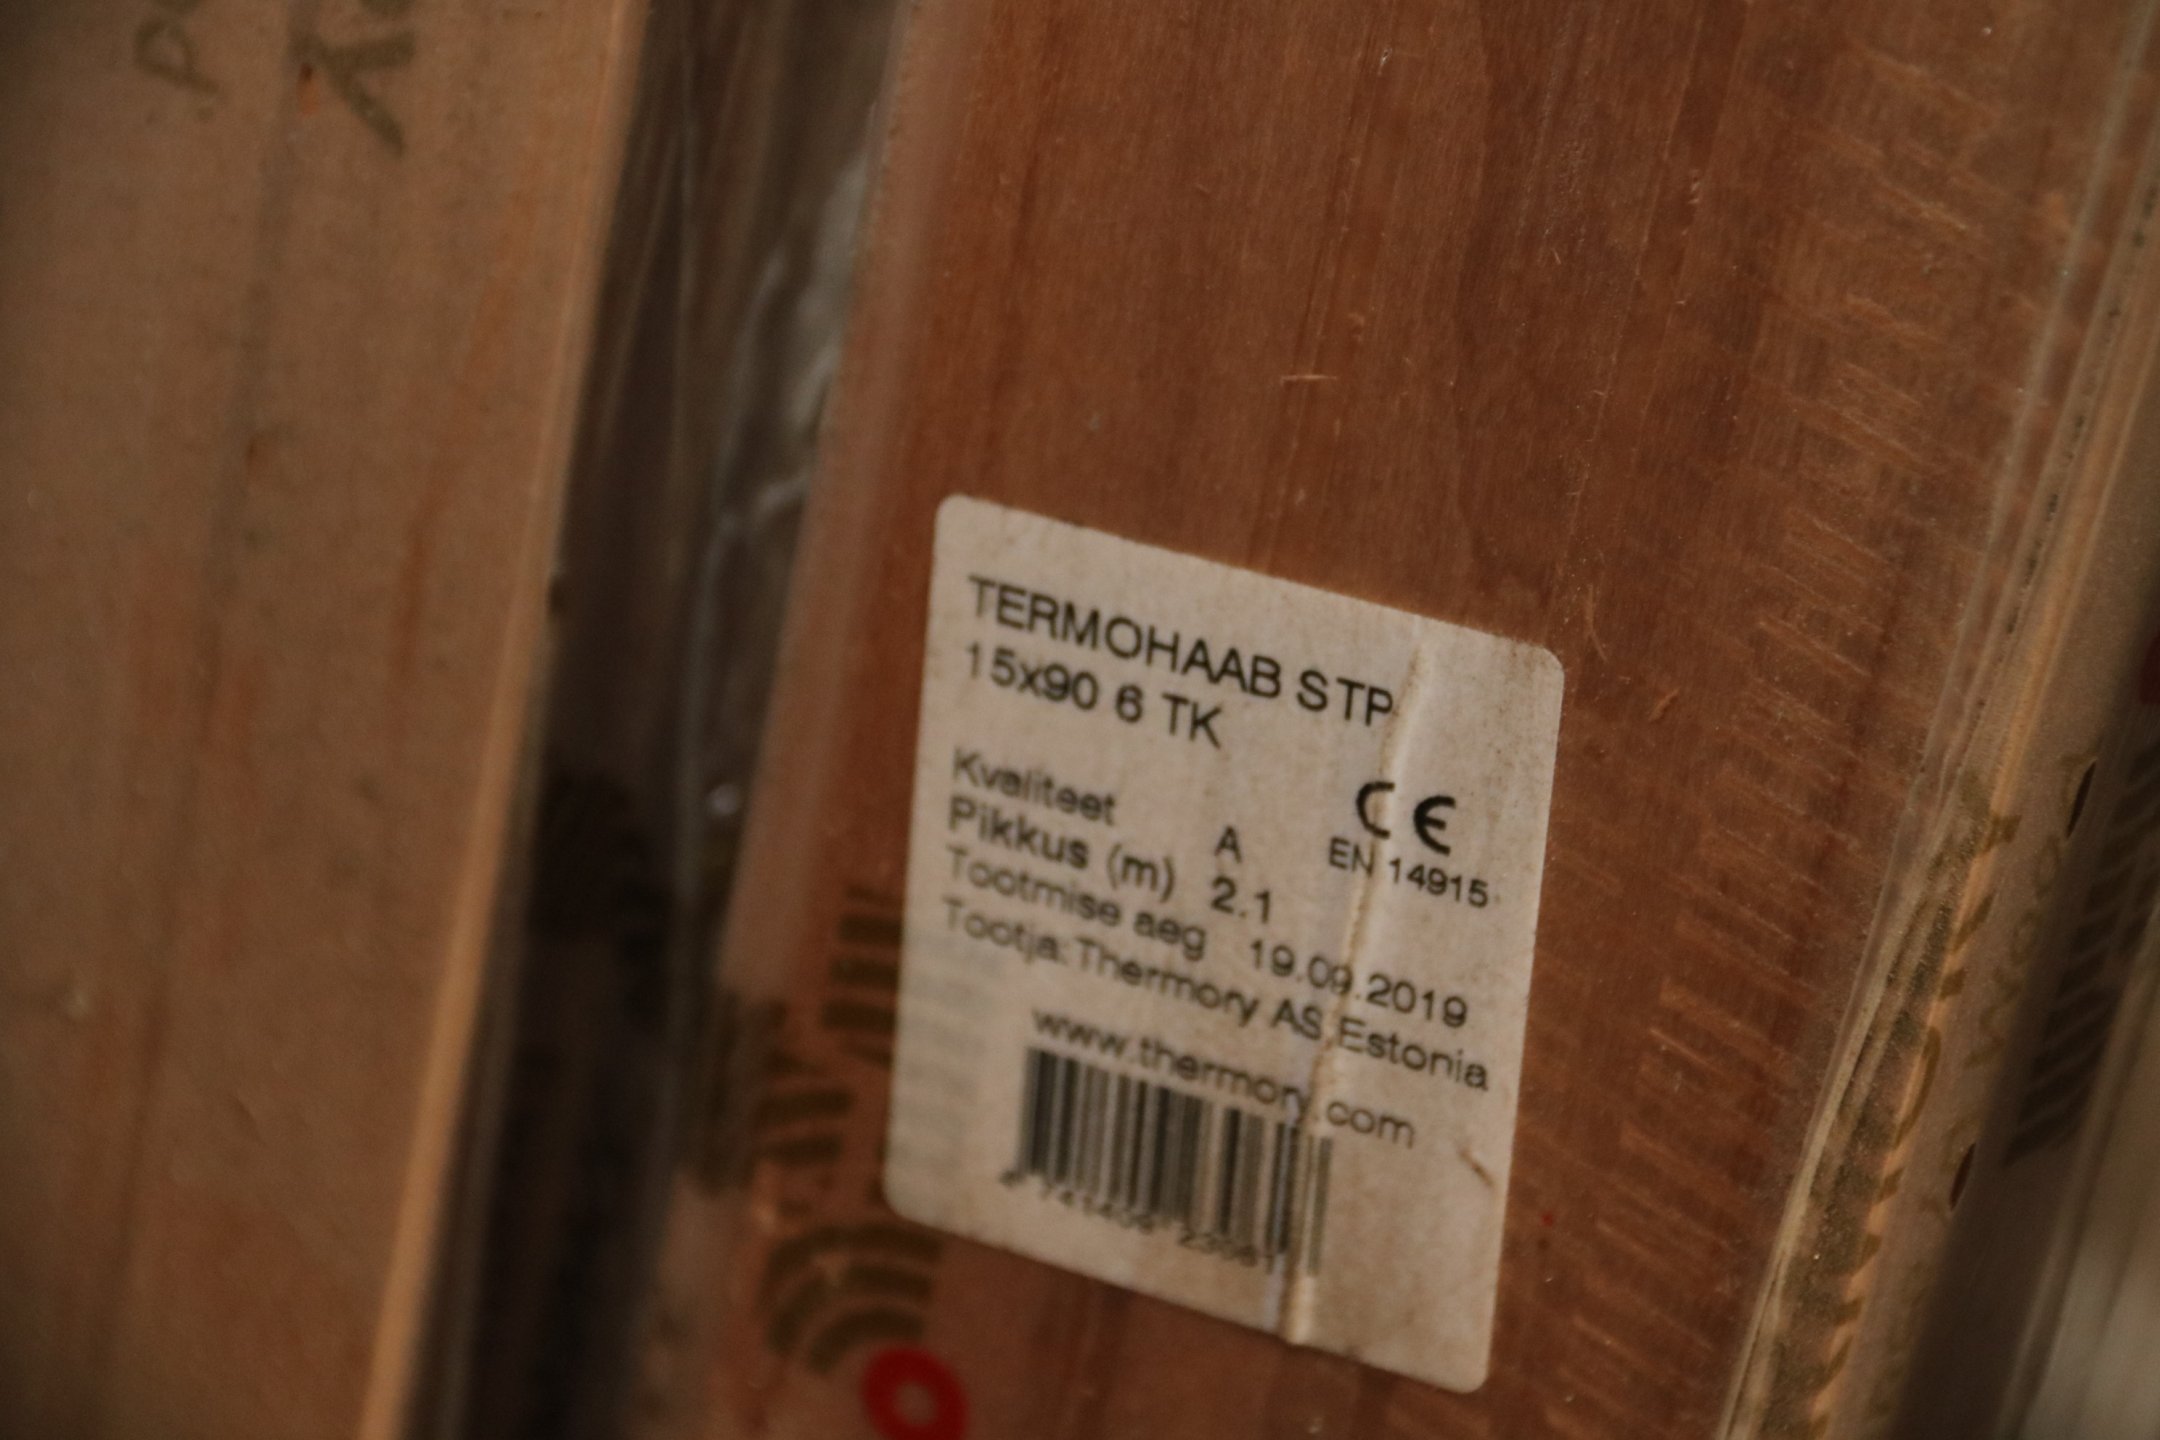 TERMOHAAB STP
15x90 6 TK
Kvaliteet A
CE
Pikkus (m) 2.1
EN 14915
Tootmise aeg 19.09.2019
Tootja: Thermory AS, Estonia
www.thermory.com